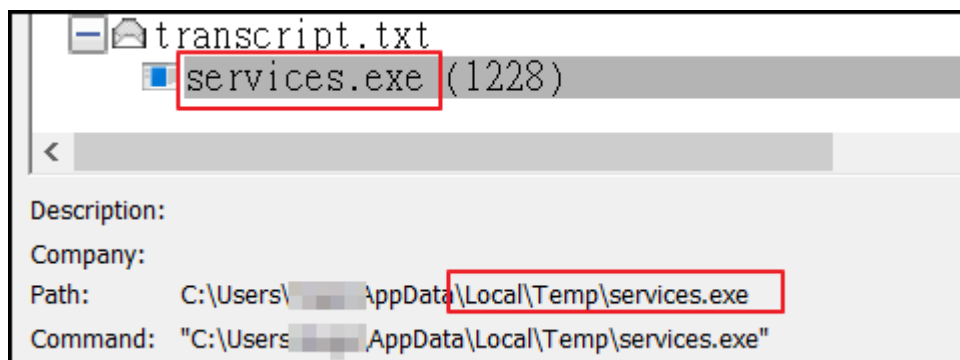 transcript.txt
services.exe (1228)
Description:
Company:
Path: C:\Users\ \AppData\Local\Temp\services.exe
Command: "C:\Users \AppData\Local\Temp\services.exe"